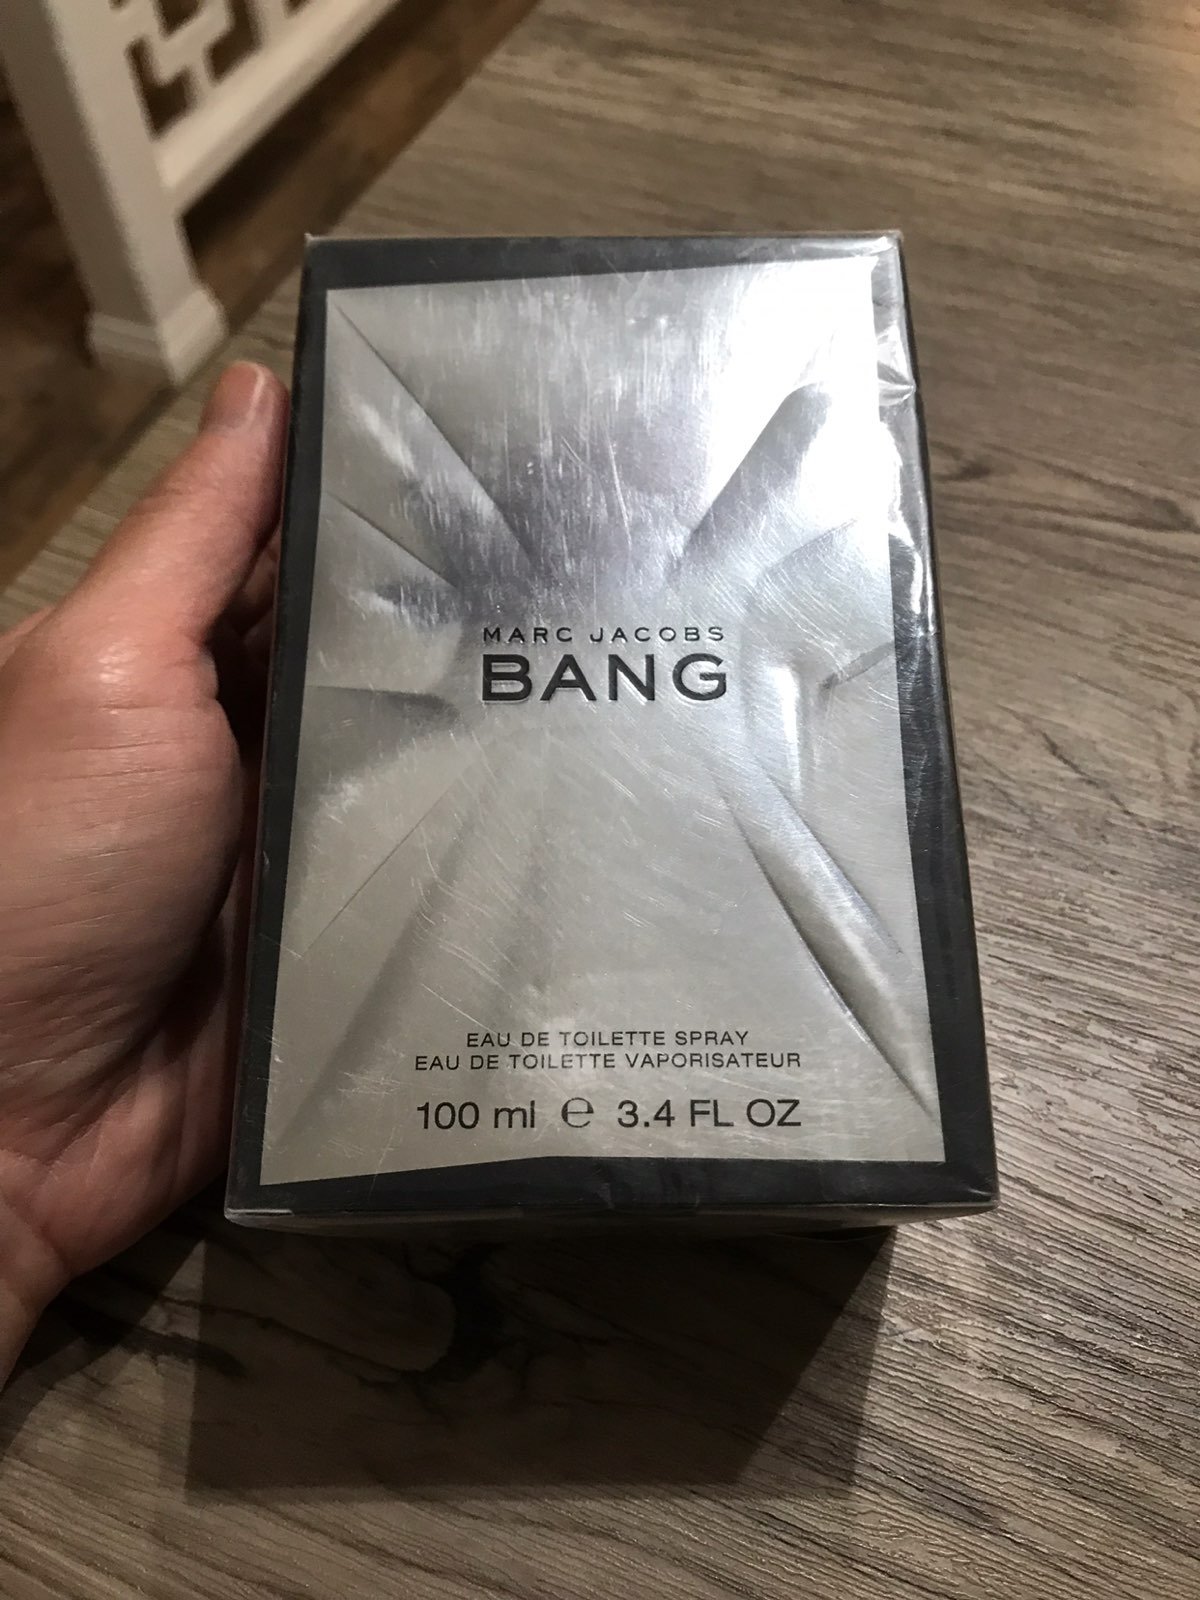 MARC JACOBS
BANG
EAU DE TOILETTE SPRAY
EAU DE TOILETTE VAPORISATEUR
100 ml ℮ 3.4 FL OZ